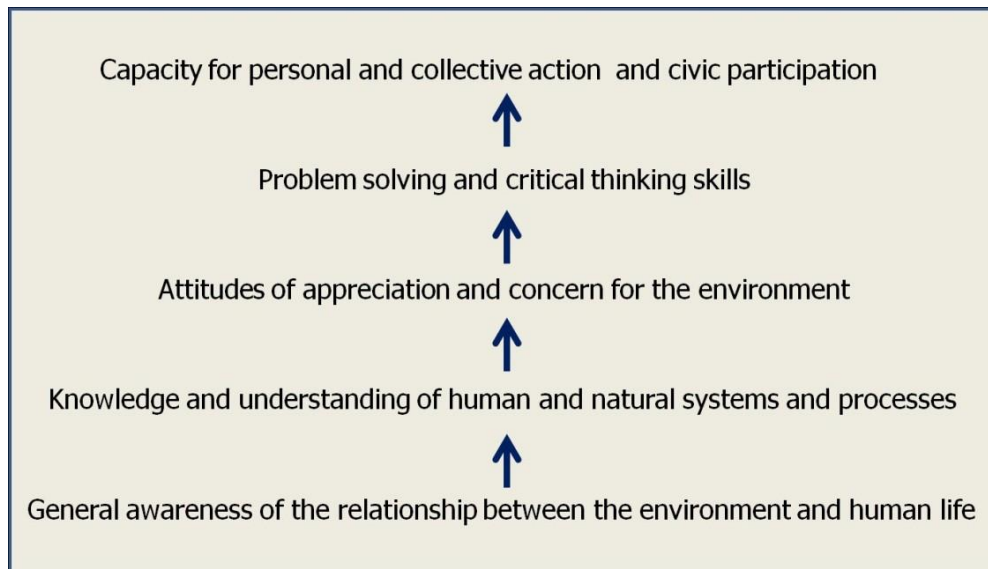 Capacity for personal and collective action and civic participation
Problem solving and critical thinking skills
Attitudes of appreciation and concern for the environment
Knowledge and understanding of human and natural systems and processes
General awareness of the relationship between the environment and human life